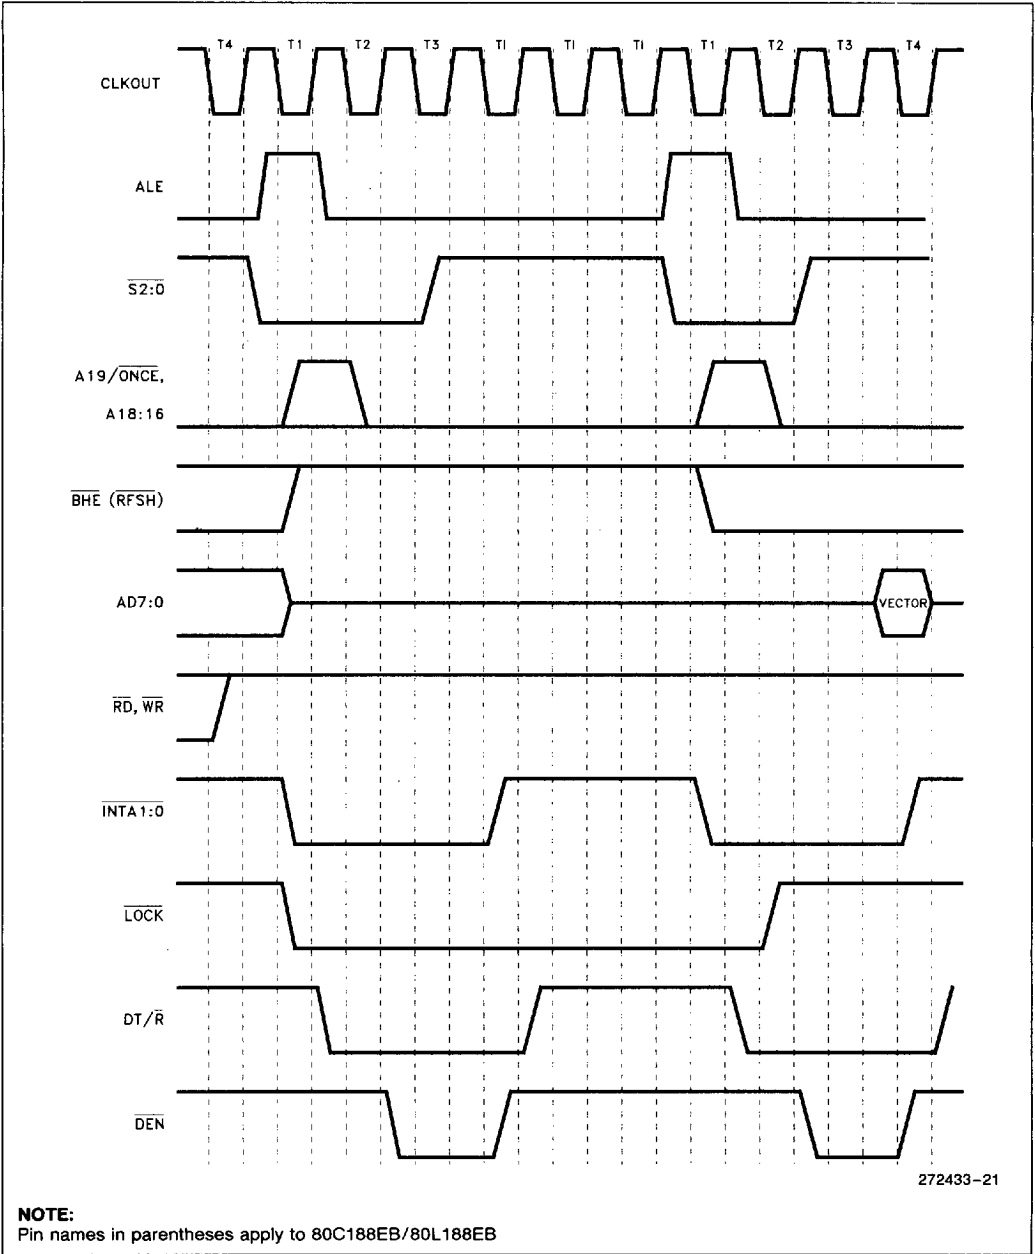 T4 T1 T2 T3 TI TI TI T1 T2 T3 T4
CLKOUT
ALE
S2:0
A19/ONCE,
A18:16
BHE (RFSH)
AD7:0
VECTOR
RD, WR
INTA1:0
LOCK
DT/R
DEN
272433-21
NOTE:
Pin names in parentheses apply to 80C188EB/80L188EB